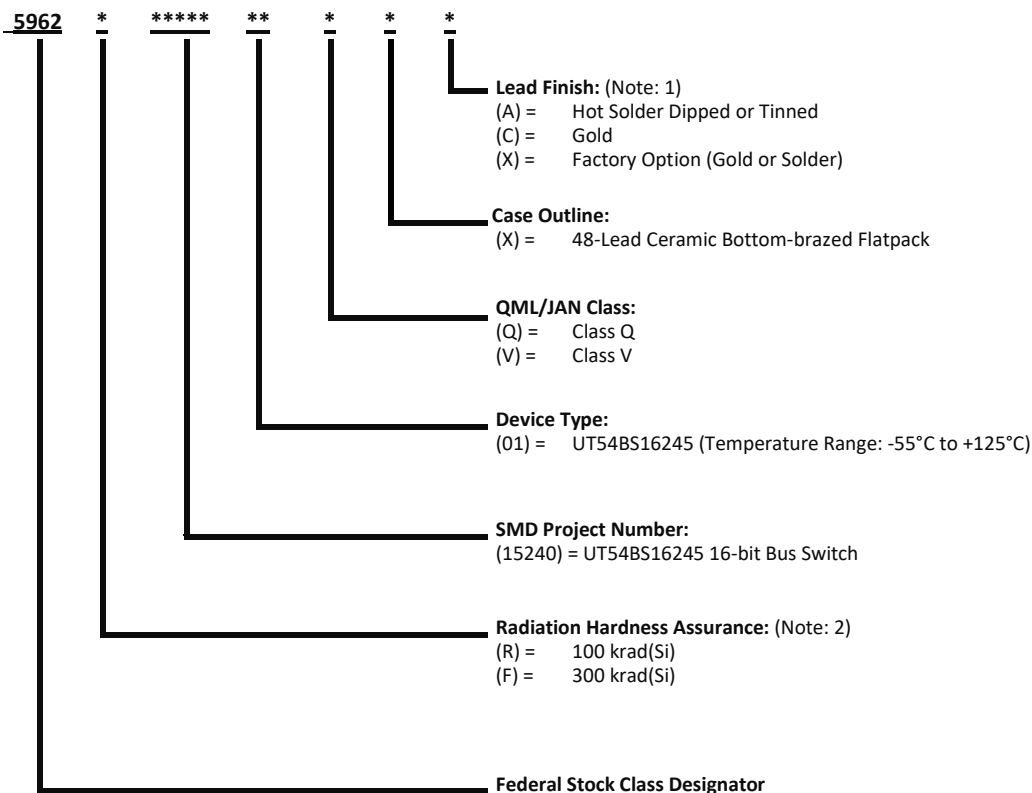 5962 * ***** ** * * *
Lead Finish: (Note: 1)
(A) = Hot Solder Dipped or Tinned
(C) = Gold
(X) = Factory Option (Gold or Solder)
Case Outline:
(X) = 48-Lead Ceramic Bottom-brazed Flatpack
QML/JAN Class:
(Q) = Class Q
(V) = Class V
Device Type:
(01) = UT54BS16245 (Temperature Range: -55°C to +125°C)
SMD Project Number:
(15240) = UT54BS16245 16-bit Bus Switch
Radiation Hardness Assurance: (Note: 2)
(R) = 100 krad(Si)
(F) = 300 krad(Si)
Federal Stock Class Designator